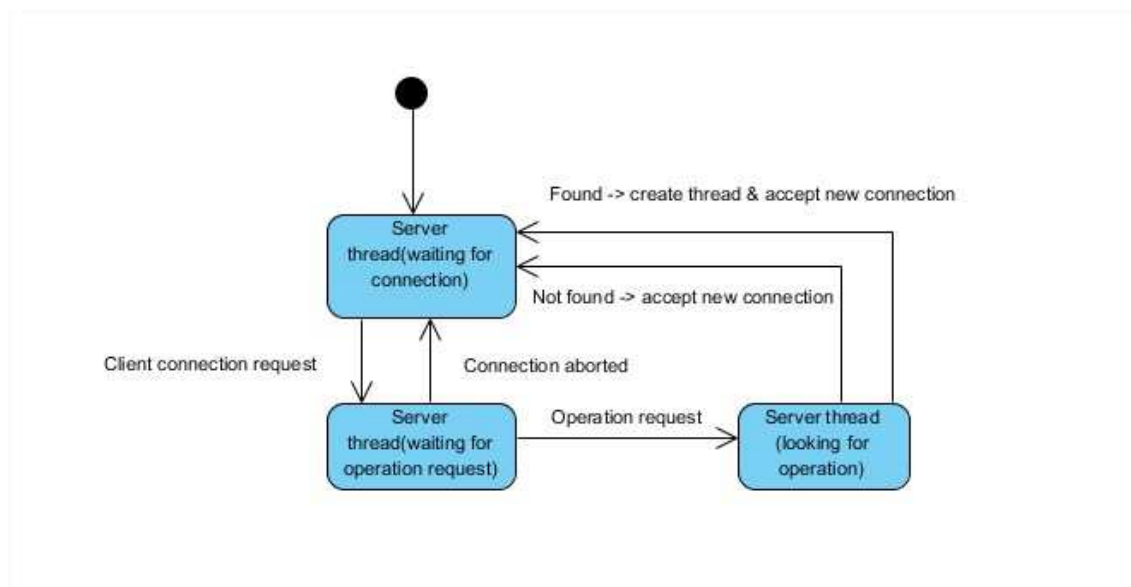 Found -> create thread & accept new connection
Server
thread(waiting for
connection)
Not found -> accept new connection
Client connection request
Connection aborted
Server
thread(waiting for
operation request)
Operation request
Server thread
(looking for
operation)